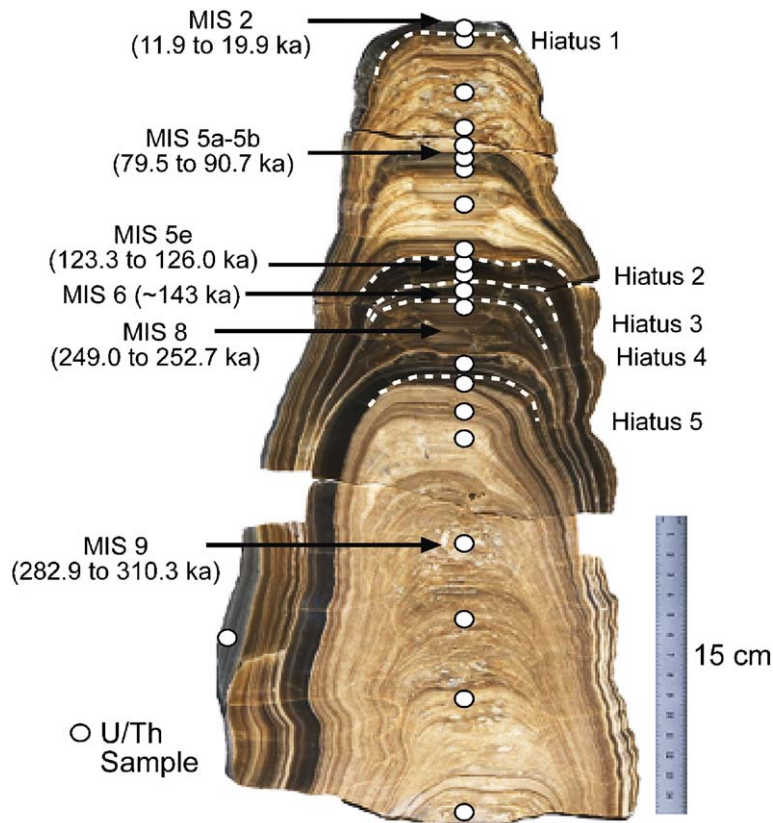 MIS 2
(11.9 to 19.9 ka)
Hiatus 1
MIS 5a-5b
(79.5 to 90.7 ka)
MIS 5e
(123.3 to 126.0 ka)
Hiatus 2
MIS 6 (~143 ka)
Hiatus 3
MIS 8
(249.0 to 252.7 ka)
Hiatus 4
Hiatus 5
MIS 9
(282.9 to 310.3 ka)
15 cm
U/Th
Sample